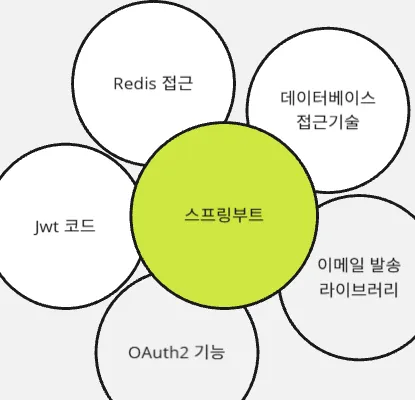 Redis 접근
데이터베이스
접근기술
스프링부트
Jwt 코드
이메일 발송
라이브러리
OAuth2 기능